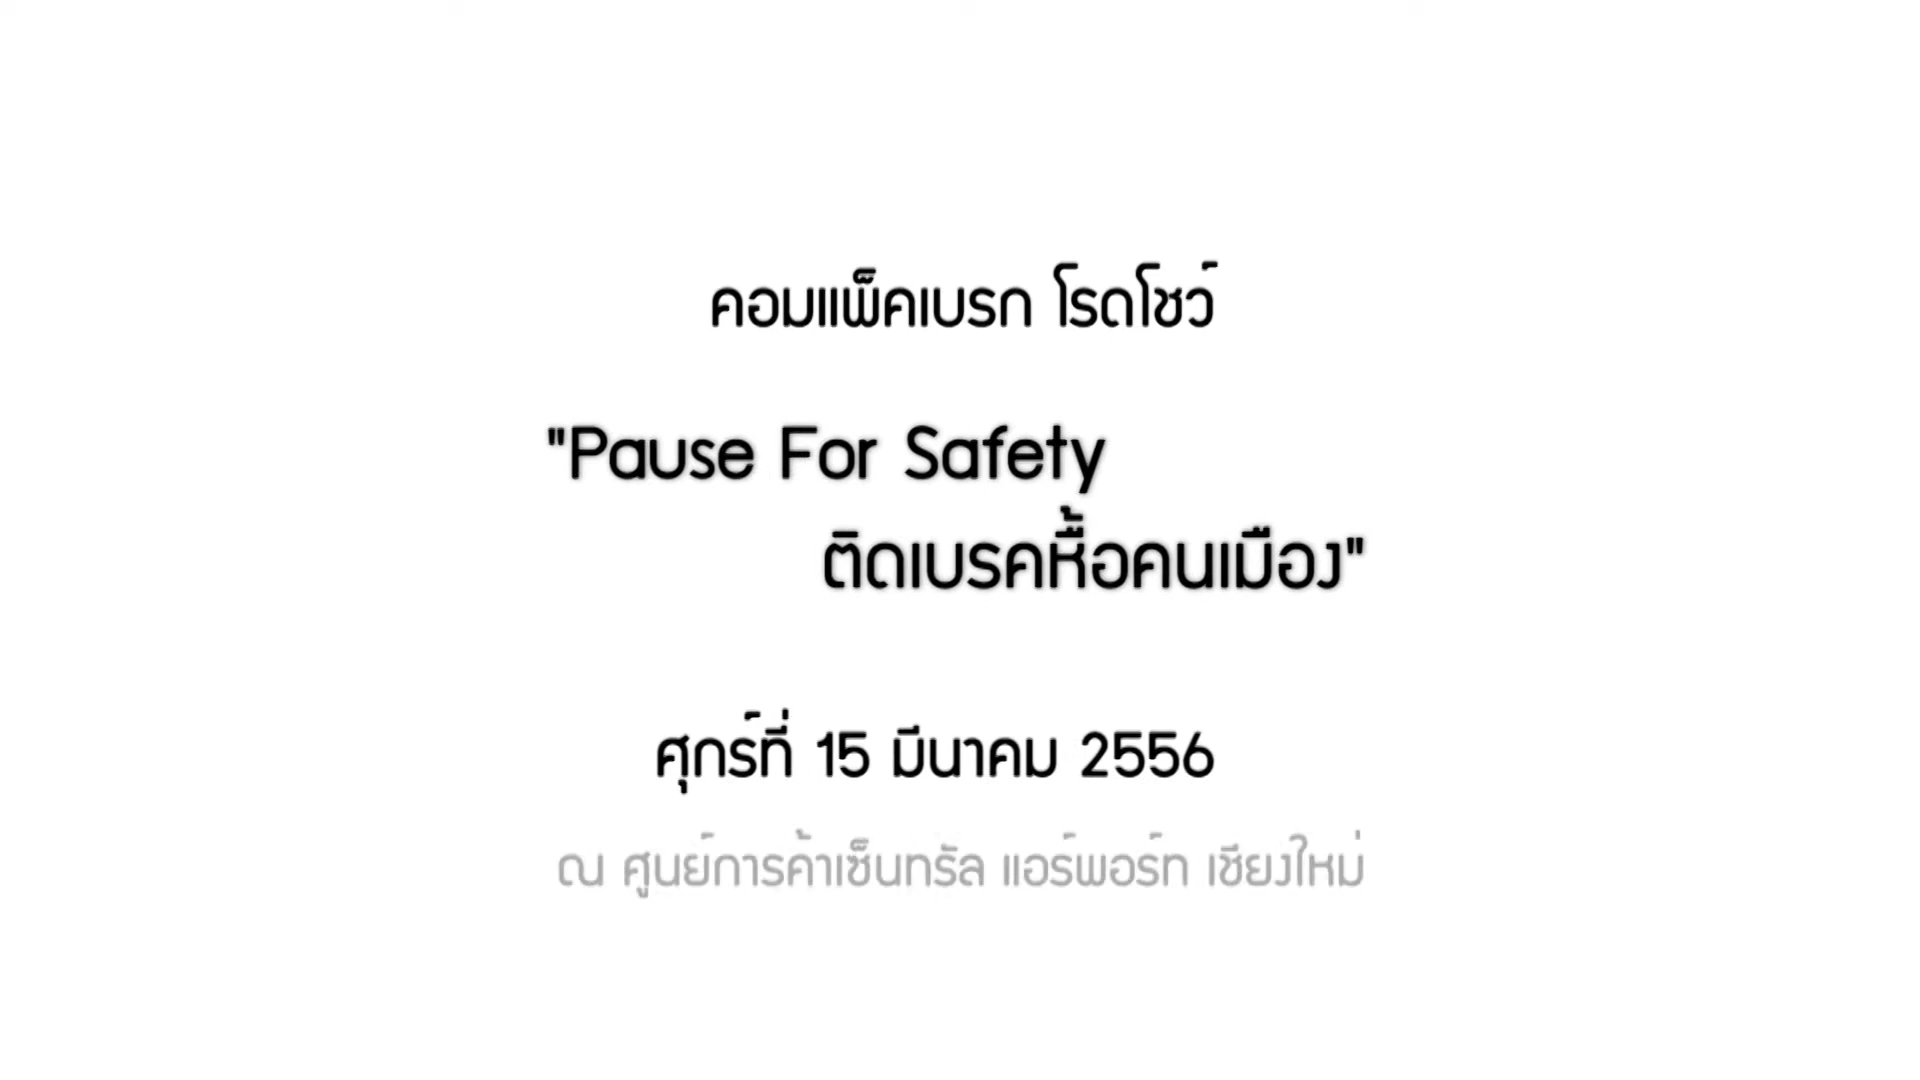 คอมแพ็คเบรก โรดโชว์
"Pause For Safety
ติดเบรคหื้อคนเมือง"
ศุกร์ที่ 15 มีนาคม 2556
ณ ศูนย์การค้าเซ็นทรัล แอร์พอร์ท เชียงใหม่